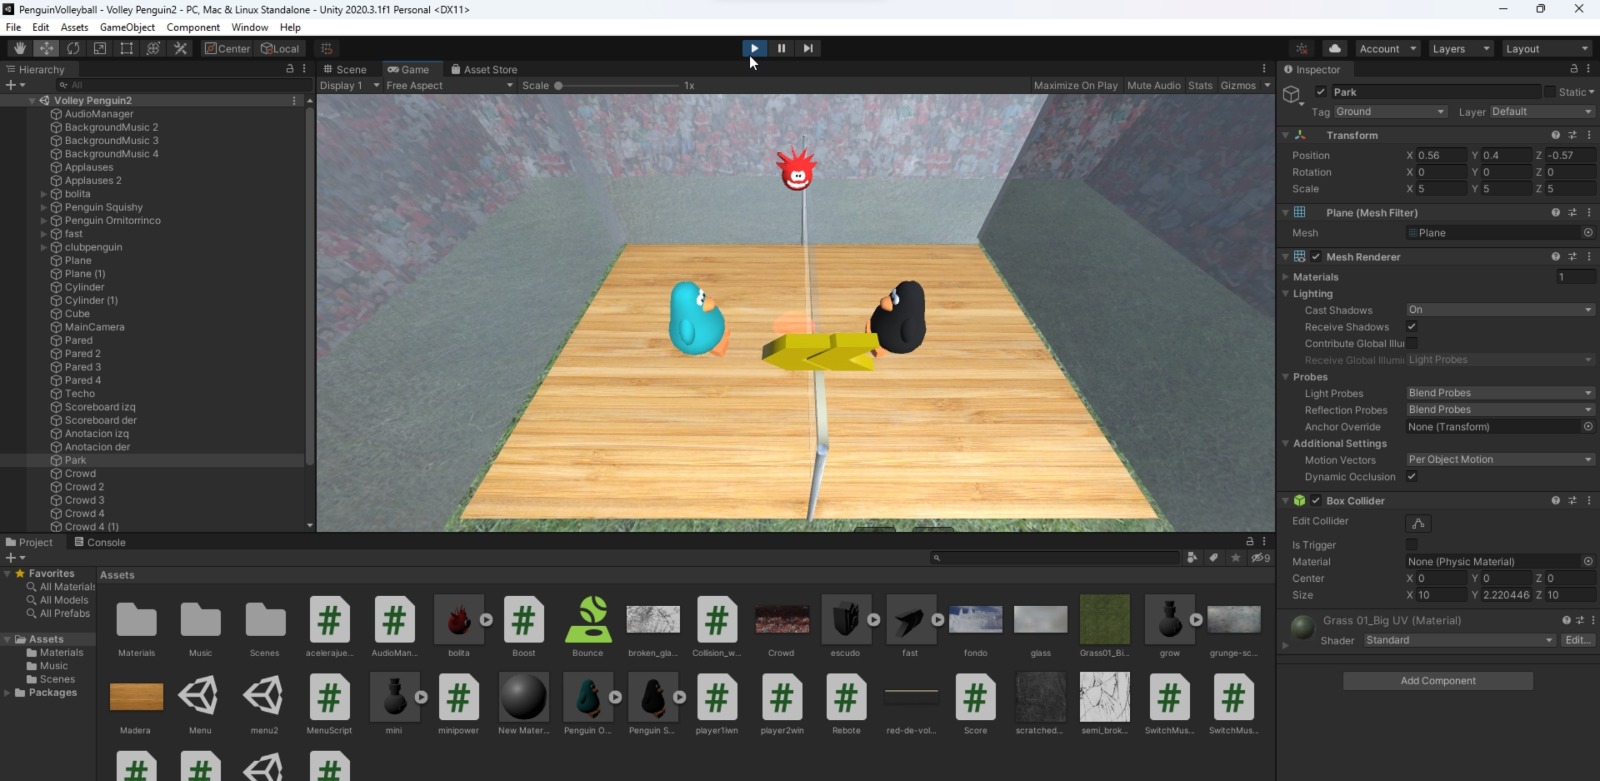 PenguinVolleyball - Volley Penguin2 - PC, Mac & Linux Standalone - Unity 2020.3.1f1 Personal <DX11>
File Edit Assets GameObject Component Window Help
Center Local Account Layers Layout
Hierarchy
All
Volley Penguin2
AudioManager
BackgroundMusic 2
BackgroundMusic 3
BackgroundMusic 4
Applauses
Applauses 2
bolita
Penguin Squishy
Penguin Ornitorrinco
fast
clubpenguin
Plane
Plane (1)
Cylinder
Cylinder (1)
Cube
MainCamera
Pared
Pared 2
Pared 3
Pared 4
Techo
Scoreboard izq
Scoreboard der
Anotacion izq
Anotacion der
Park
Crowd
Crowd 2
Crowd 3
Crowd 4
Crowd 4 (1)
Scene Game Asset Store
Display 1 Free Aspect Scale 1x Maximize On Play Mute Audio Stats Gizmos
Inspector
Park Static
Tag Ground Layer Default
Transform
Position X 0.56 Y 0.4 Z -0.57
Rotation X 0 Y 0 Z 0
Scale X 5 Y 5 Z 5
Plane (Mesh Filter)
Mesh Plane
Mesh Renderer
Materials 1
Lighting
Cast Shadows On
Receive Shadows
Contribute Global Illui
Receive Global Illumi Light Probes
Probes
Light Probes Blend Probes
Reflection Probes Blend Probes
Anchor Override None (Transform)
Additional Settings
Motion Vectors Per Object Motion
Dynamic Occlusion
Box Collider
Edit Collider
Is Trigger
Material None (Physic Material)
Center X 0 Y 0 Z 0
Size X 10 Y 2.220446 Z 10
Grass 01_Big UV (Material)
Shader Standard Edit...
Add Component
Project Console
9
Favorites
All Materials
All Models
All Prefabs
Assets
Materials
Music
Scenes
Packages
Assets
Materials Music Scenes acelerajue... AudioMan... bolita Boost Bounce broken_gla... Collision_w... Crowd escudo fast fondo glass Grass01_Bi... grow grunge-sc...
Madera Menu menu2 MenuScript mini minipower New Mater... Penguin O... Penguin S... player1iwn player2win Rebote red-de-vol... Score scratched... semi_brok... SwitchMus... SwitchMus...